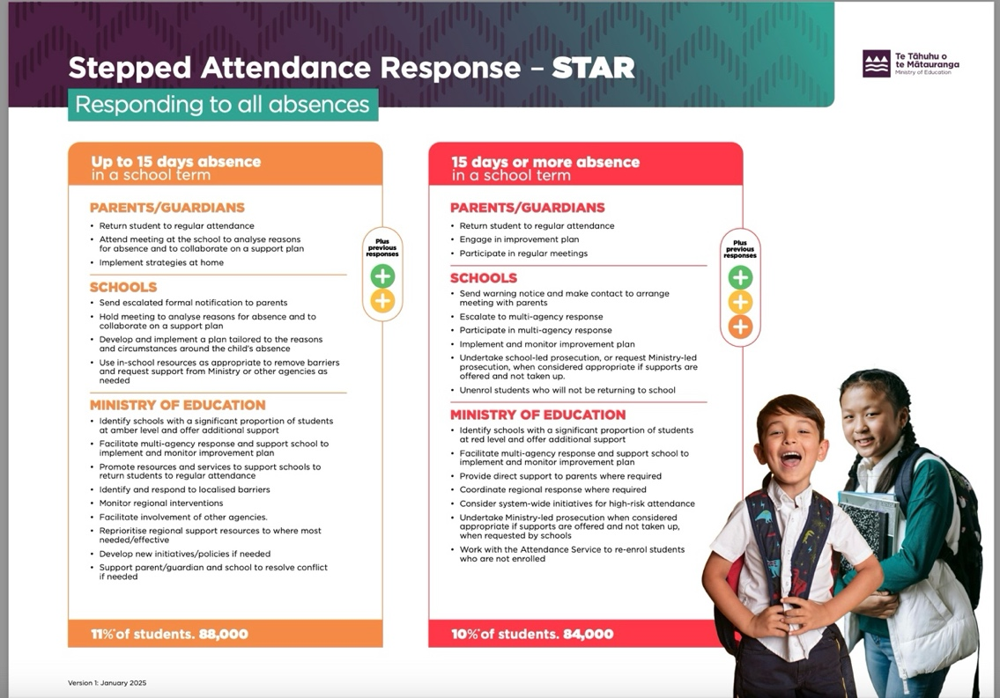 Stepped Attendance Response – STAR
Responding to all absences
Te Tāhuhu o
te Mātauranga
Ministry of Education
Up to 15 days absence
in a school term
PARENTS/GUARDIANS
• Return student to regular attendance
• Attend meeting at the school to analyse reasons
for absence and to collaborate on a support plan
• Implement strategies at home
SCHOOLS
• Send escalated formal notification to parents
• Hold meeting to analyse reasons for absence and to
collaborate on a support plan
• Develop and implement a plan tailored to the reasons
and circumstances around the child's absence
• Use in-school resources as appropriate to remove barriers
and request support from Ministry or other agencies as
needed
MINISTRY OF EDUCATION
• Identify schools with a significant proportion of students
at amber level and offer additional support
• Facilitate multi-agency response and support school to
implement and monitor improvement plan
• Promote resources and services to support schools to
return students to regular attendance
• Identify and respond to localised barriers
• Monitor regional interventions
• Facilitate involvement of other agencies.
• Reprioritise regional support resources to where most
needed/effective
• Develop new initiatives/policies if needed
• Support parent/guardian and school to resolve conflict
if needed
11%*of students. 88,000
Plus
previous
responses
+
+
15 days or more absence
in a school term
PARENTS/GUARDIANS
• Return student to regular attendance
• Engage in improvement plan
• Participate in regular meetings
SCHOOLS
• Send warning notice and make contact to arrange
meeting with parents
• Escalate to multi-agency response
• Participate in multi-agency response
• Implement and monitor improvement plan
• Undertake school-led prosecution, or request Ministry-led
prosecution, when considered appropriate if supports are
offered and not taken up.
• Unenrol students who will not be returning to school
MINISTRY OF EDUCATION
• Identify schools with a significant proportion of students
at red level and offer additional support
• Facilitate multi-agency response and support school to
implement and monitor improvement plan
• Provide direct support to parents where required
• Coordinate regional response where required
• Consider system-wide initiatives for high-risk attendance
• Undertake Ministry-led prosecution when considered
appropriate if supports are offered and not taken up,
when requested by schools
• Work with the Attendance Service to re-enrol students
who are not enrolled
10%*of students. 84,000
Plus
previous
responses
+
+
+
Version 1: January 2025